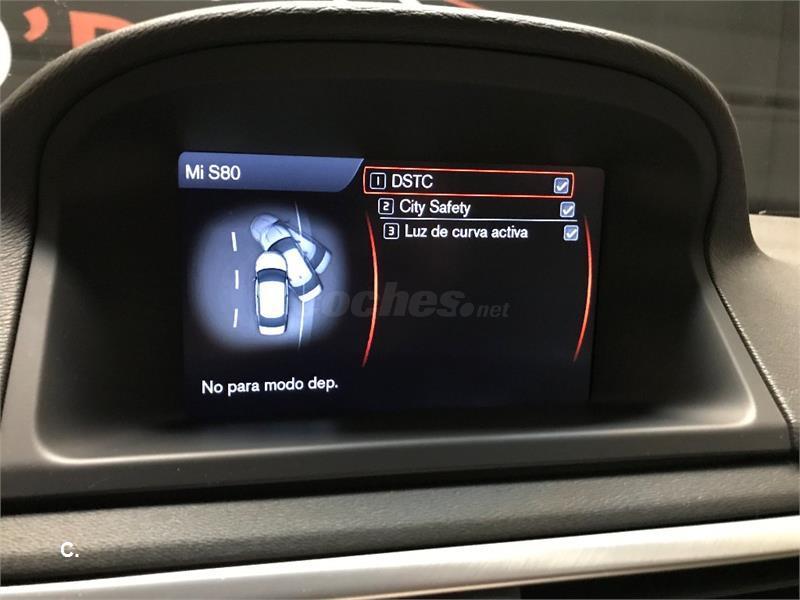 Mi S80
1 DSTC
2 City Safety
3 Luz de curva activa
coches.net
No para modo dep.
C.